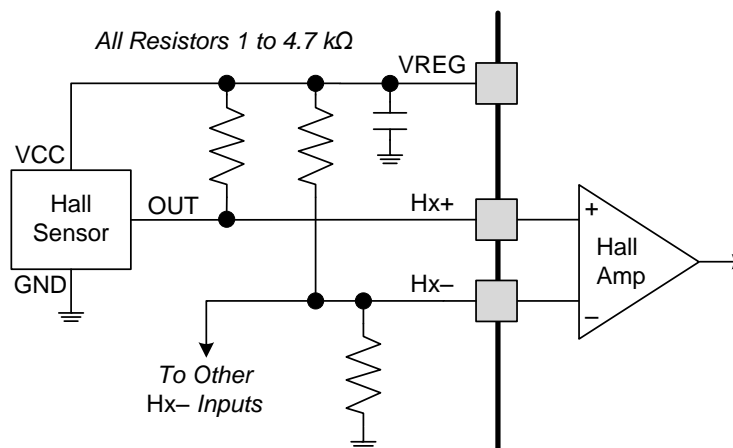 All Resistors 1 to 4.7 kΩ
VREG
VCC
Hall
Sensor
OUT
GND
Hx+
Hx–
+
Hall
Amp
–
To Other
Hx– Inputs